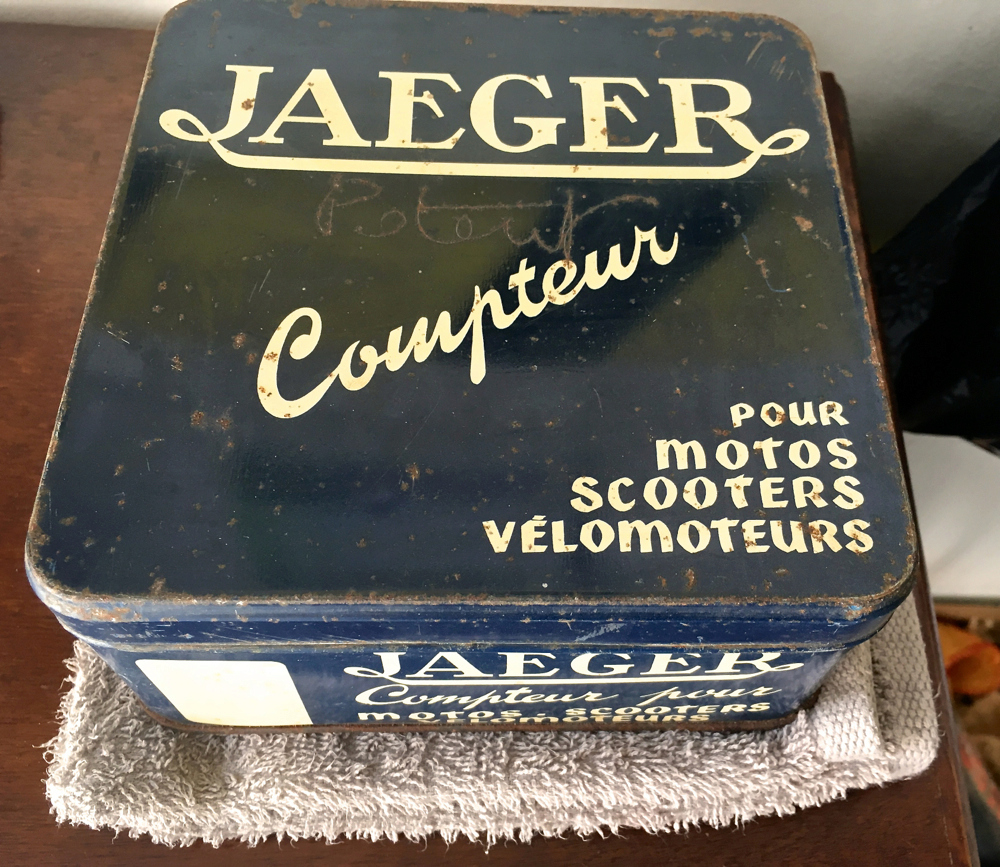 JAEGER
Compteur
POUR
MOTOS
SCOOTERS
VÉLOMOTEURS
JAEGER
Compteur pour
MOTOS SCOOTERS
VÉLOMOTEURS